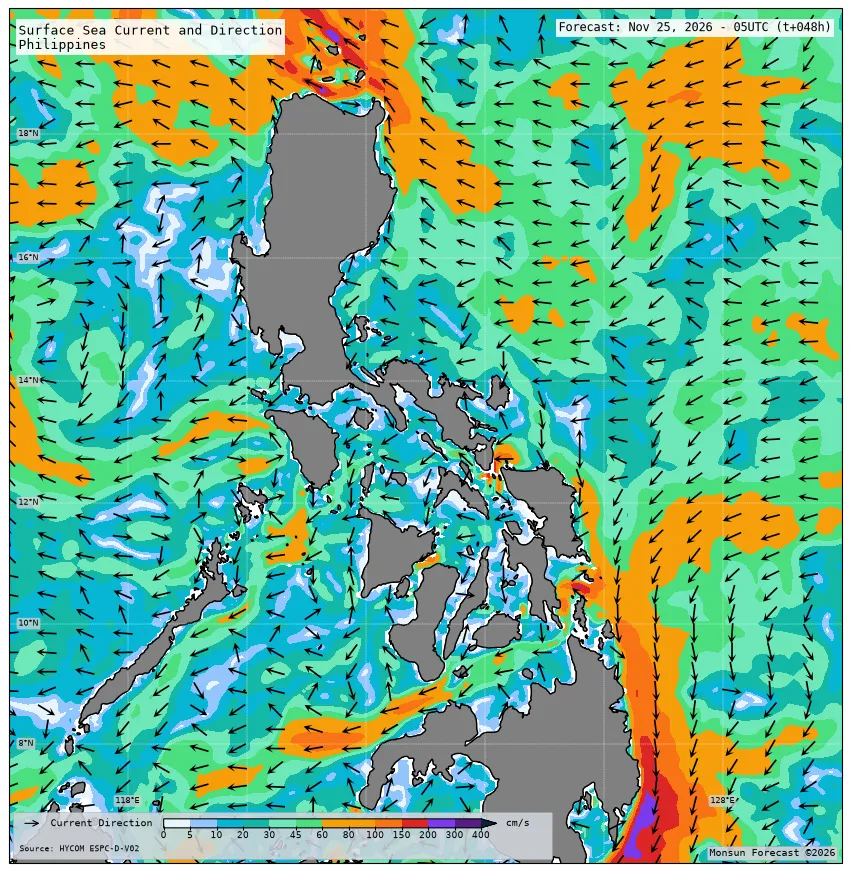 Surface Sea Current and Direction
Philippines
Forecast: Nov 25, 2026 - 05UTC (t+048h)
18°N
16°N
14°N
12°N
10°N
8°N
118°E
128°E
Current Direction
0 5 10 20 30 45 60 80 100 150 200 300 400
cm/s
Source: HYCOM ESPC-D-V02
Monsun Forecast ©2026